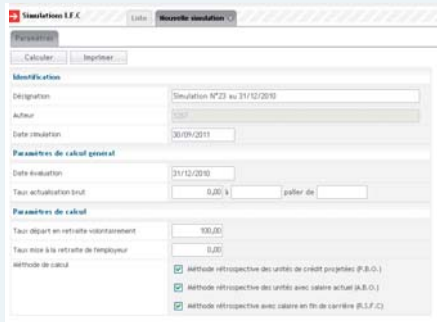 Simulations I.F.C
Liste
Nouvelle simulation
Paramètres
Calculer
Imprimer
Identification
Désignation
Simulation N°23 au 31/12/2010
Auteur
Date simulation
30/09/2011
Paramètres de calcul général
Date évaluation
31/12/2010
Taux actualisation brut
0,00 à
palier de
Paramètres de calcul
Taux départ en retraite volontairement
100,00
Taux mise à la retraite de l'employeur
0,00
Méthode de calcul
Méthode rétrospective des unités de crédit projetées (P.B.O.)
Méthode rétrospective des unités avec salaire actuel (A.B.O.)
Méthode rétrospective avec salaire en fin de carrière (R.I.F.C)